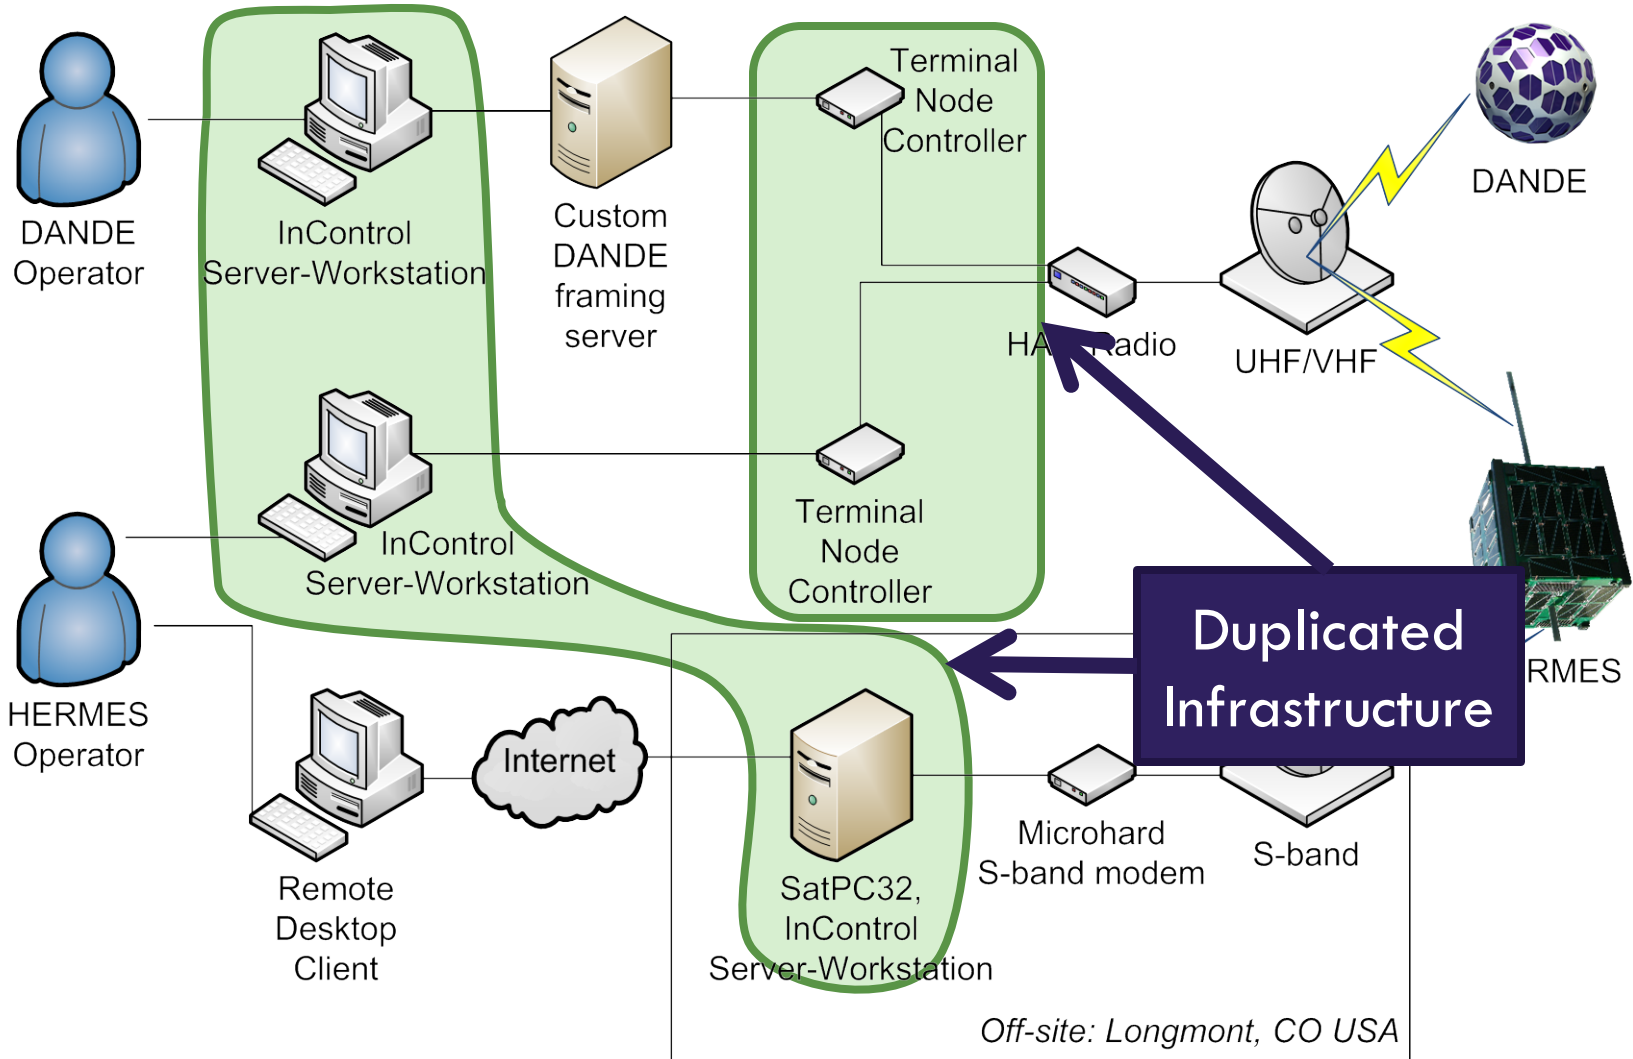 Terminal
Node
Controller
DANDE
DANDE
Operator
InControl
Server-Workstation
Custom
DANDE
framing
server
Radio
UHF/VHF
Terminal
Node
Controller
InControl
Server-Workstation
Duplicated
Infrastructure
RMES
HERMES
Operator
Internet
Microhard
S-band modem
S-band
Remote
Desktop
Client
SatPC32,
InControl
Server-Workstation
Off-site: Longmont, CO USA